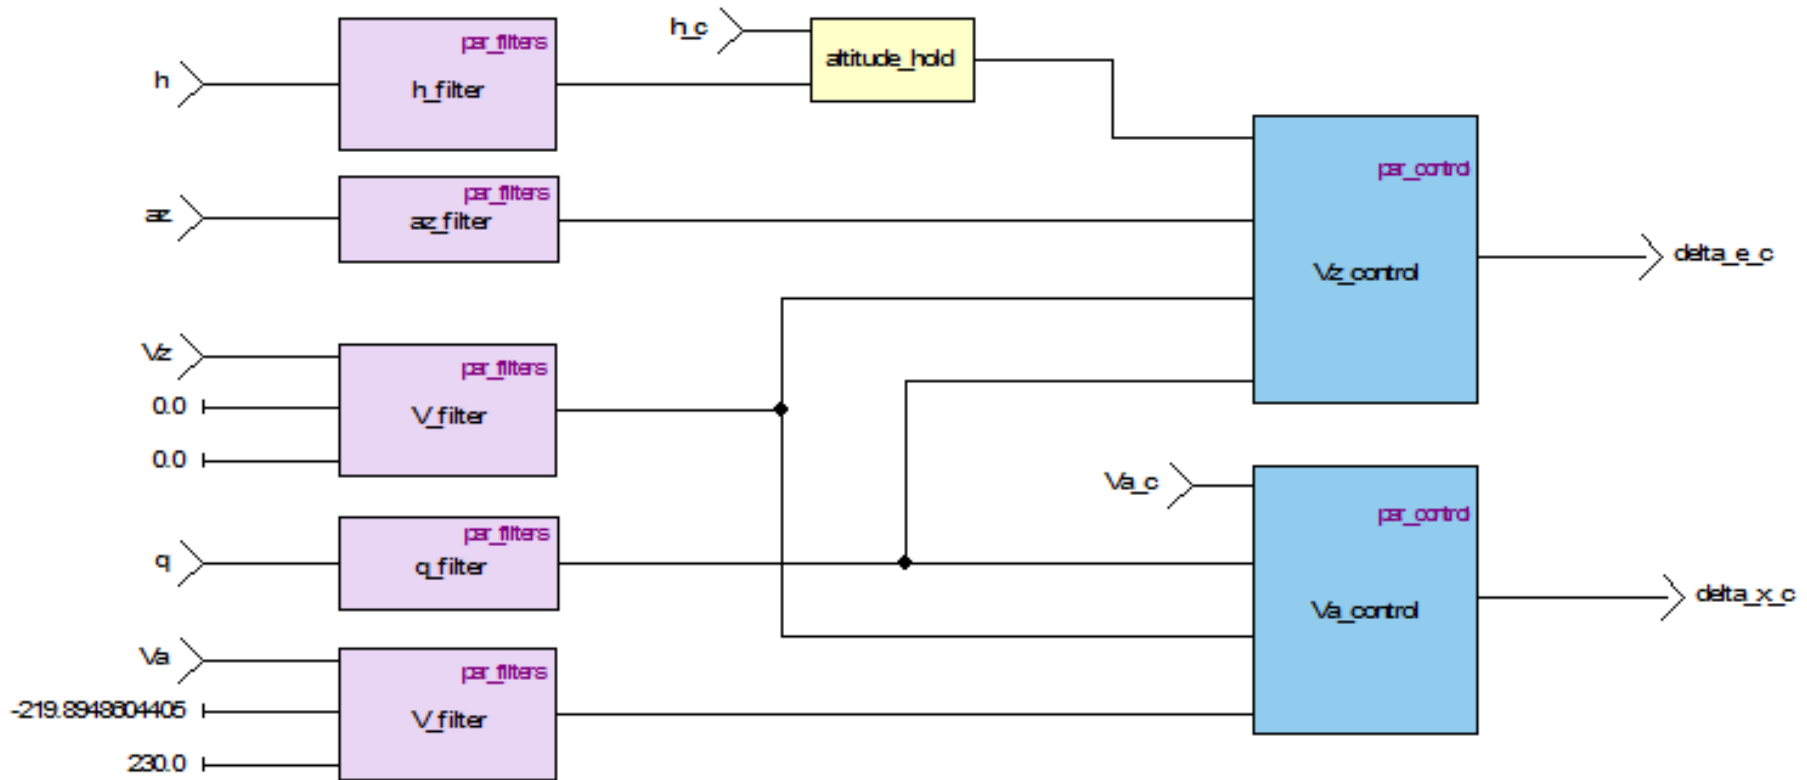 h_c
par_filters
altitude_hold
h
h_filter
par_control
az
par_filters
az_filter
delta_e_c
Vz_control
Vz
par_filters
0.0
V_filter
0.0
Va_c
par_control
par_filters
q
q_filter
delta_x_c
Va_control
Va
par_filters
-219.8948604405
V_filter
230.0